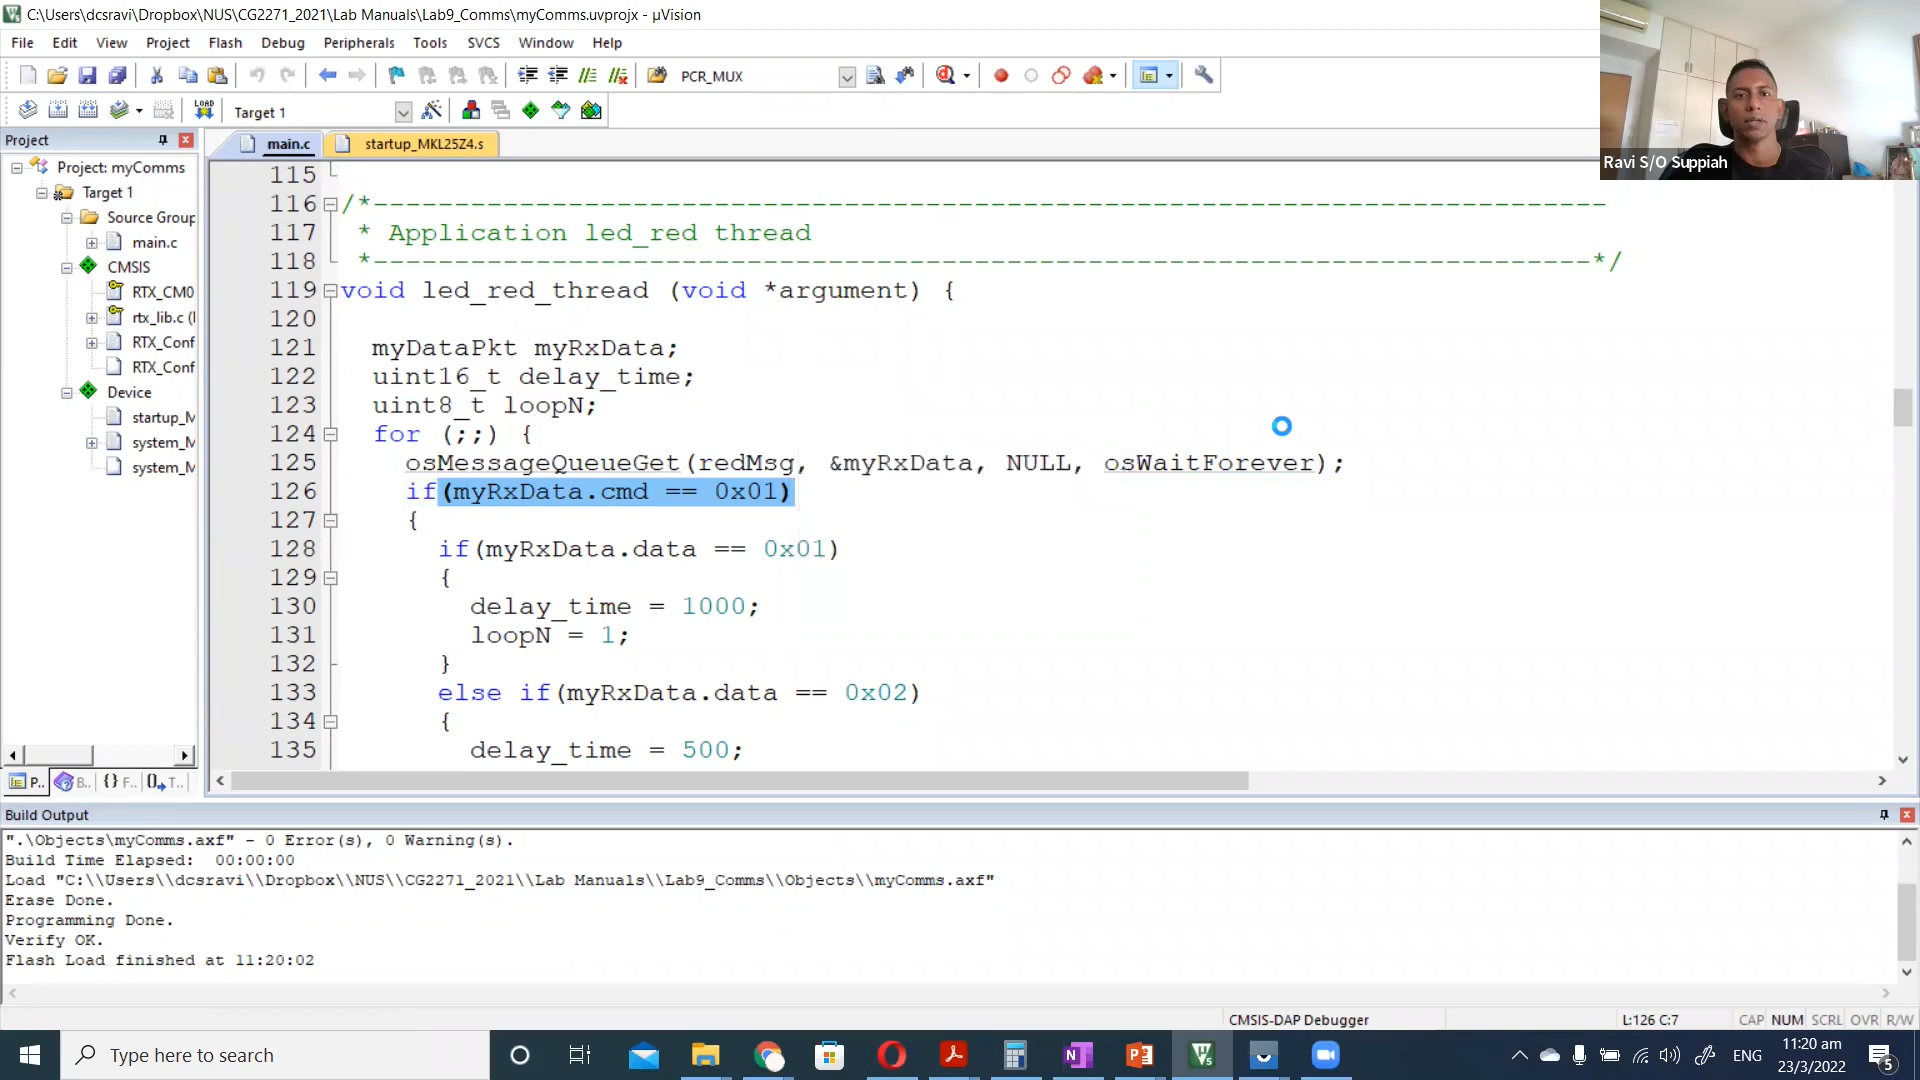 C:\Users\dcsravi\Dropbox\NUS\CG2271_2021\Lab Manuals\Lab9_Comms\myComms.uvprojx - µVision
File Edit View Project Flash Debug Peripherals Tools SVCS Window Help
PCR_MUX
LOAD Target 1
Ravi S/O Suppiah
Project
main.c startup_MKL25Z4.s
Project: myComms
Target 1
Source Group
main.c
CMSIS
RTX_CM0
rtx_lib.c (
RTX_Conf
RTX_Conf
Device
startup_M
system_M
system_M
P.. B.. {} F.. T..
115
116 /*----------------------------------------------------------------------------
117 * Application led_red thread
118 *---------------------------------------------------------------------------*/
119 void led_red_thread (void *argument) {
120
121 myDataPkt myRxData;
122 uint16_t delay_time;
123 uint8_t loopN;
124 for (;;) {
125 osMessageQueueGet(redMsg, &myRxData, NULL, osWaitForever);
126 if(myRxData.cmd == 0x01)
127 {
128 if(myRxData.data == 0x01)
129 {
130 delay_time = 1000;
131 loopN = 1;
132 }
133 else if(myRxData.data == 0x02)
134 {
135 delay_time = 500;
Build Output
".\Objects\myComms.axf" - 0 Error(s), 0 Warning(s).
Build Time Elapsed: 00:00:00
Load "C:\\Users\\dcsravi\\Dropbox\\NUS\\CG2271_2021\\Lab Manuals\\Lab9_Comms\\Objects\\myComms.axf"
Erase Done.
Programming Done.
Verify OK.
Flash Load finished at 11:20:02
CMSIS-DAP Debugger L:126 C:7 CAP NUM SCRL OVR R/W
Type here to search
ENG
11:20 am
23/3/2022
5